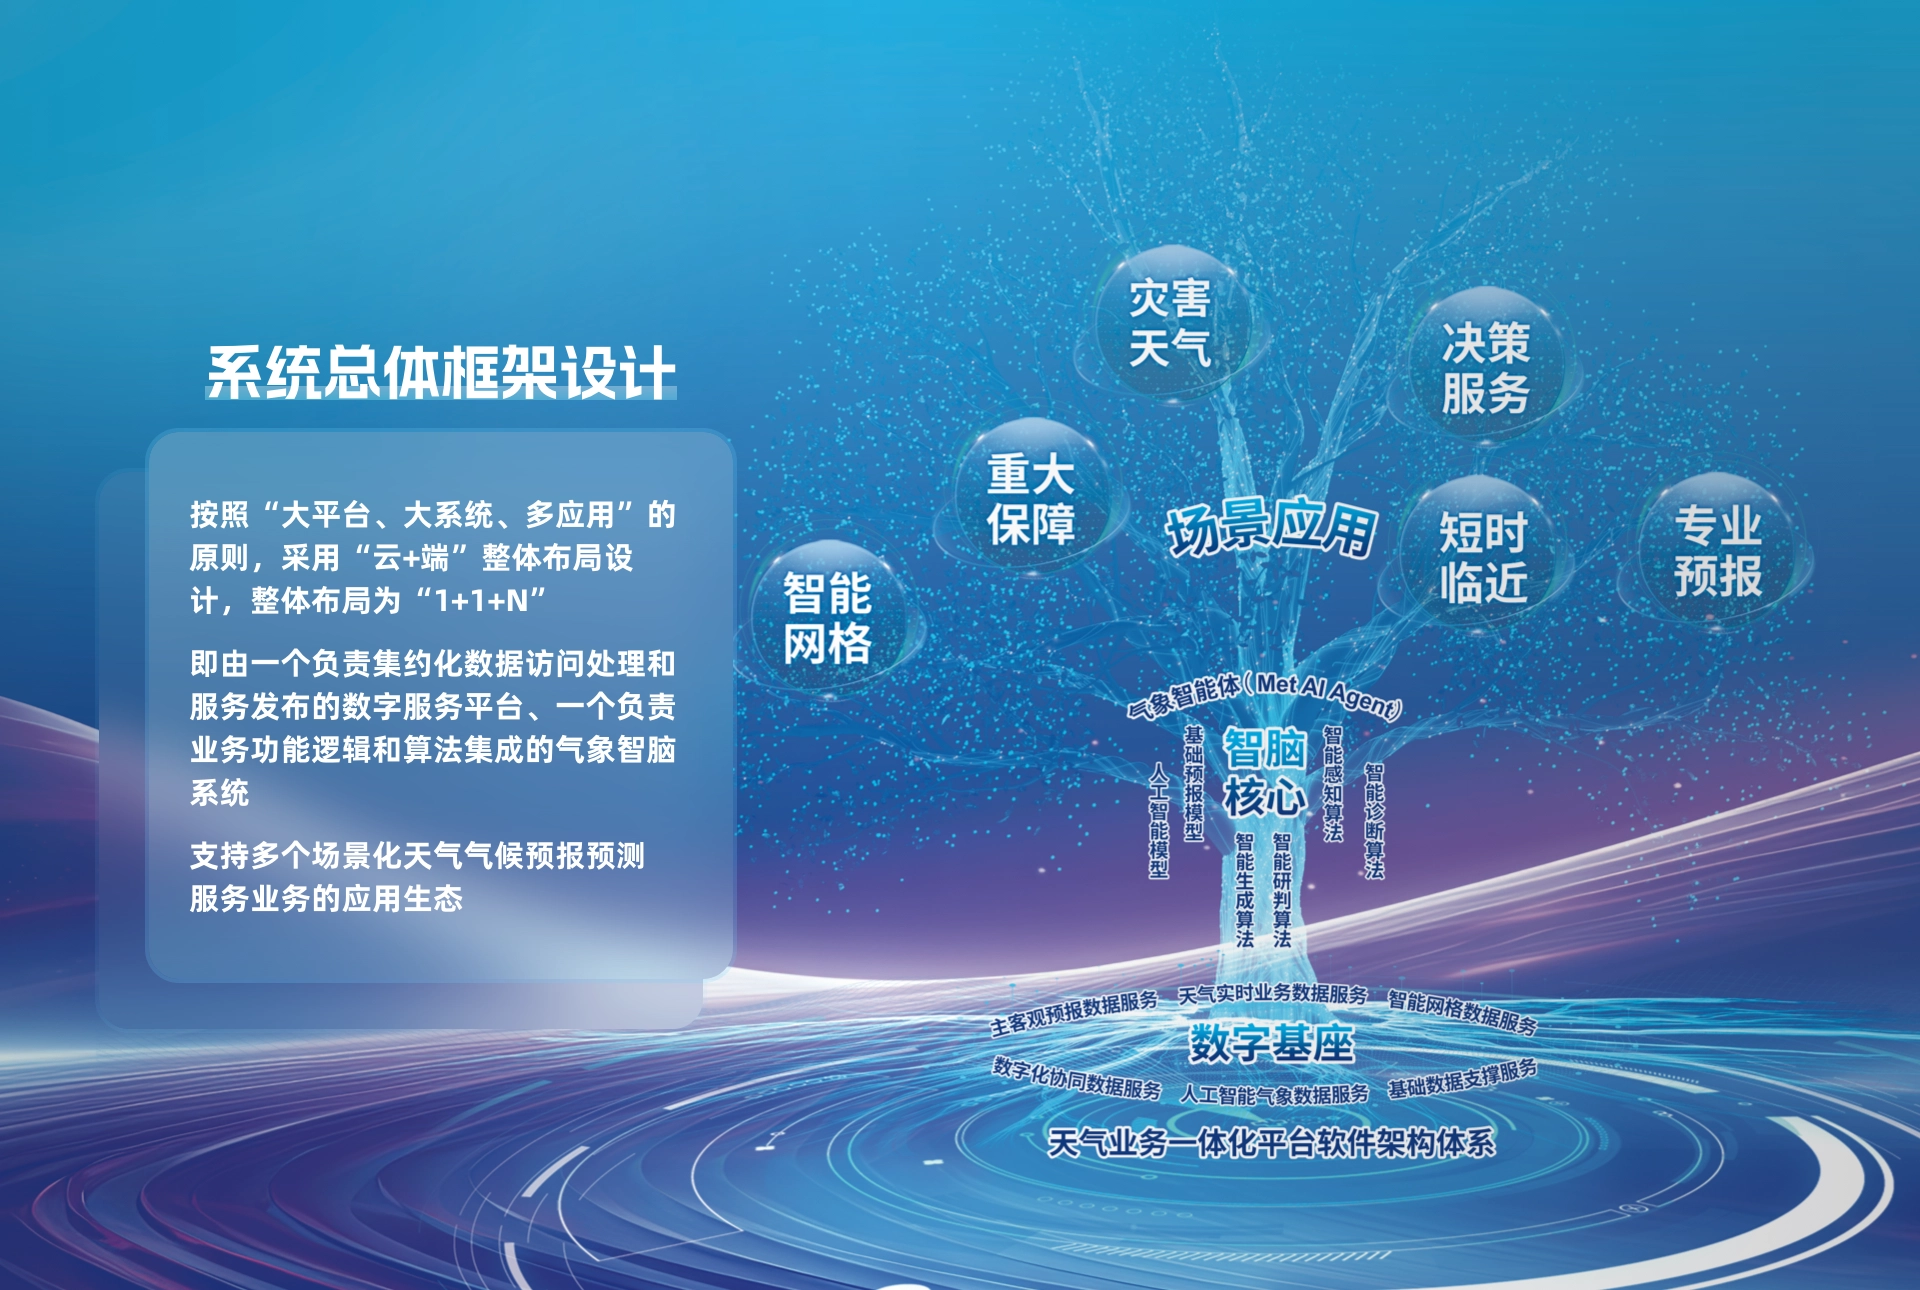 系统总体框架设计
按照“大平台、大系统、多应用”的
原则，采用“云+端”整体布局设
计，整体布局为“1+1+N”
即由一个负责集约化数据访问处理和
服务发布的数字服务平台、一个负责
业务功能逻辑和算法集成的气象智脑
系统
支持多个场景化天气气候预报预测
服务业务的应用生态
灾害
天气
决策
服务
重大
保障
场景应用
短时
临近
专业
预报
智能
网格
气象智能体（Met AI Agent）
人工智能模型
基础预报模型
智脑
核心
智能感知算法
智能诊断算法
智能生成算法
智能研判算法
主客观预报数据服务
天气实时业务数据服务
智能网格数据服务
数字基座
数字化协同数据服务
人工智能气象数据服务
基础数据支撑服务
天气业务一体化平台软件架构体系